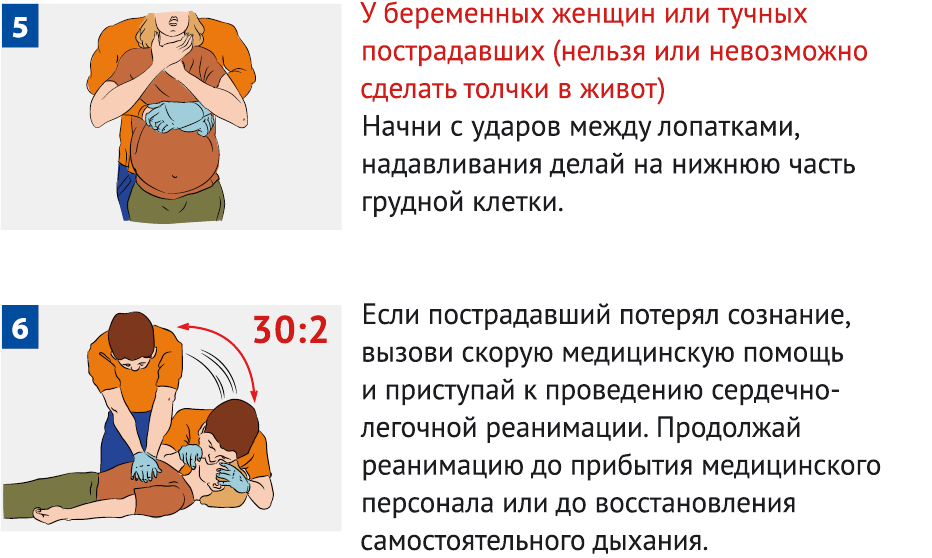 5
У беременных женщин или тучных
пострадавших (нельзя или невозможно
сделать толчки в живот)
Начни с ударов между лопатками,
надавливания делай на нижнюю часть
грудной клетки.
6
30:2
Если пострадавший потерял сознание,
вызови скорую медицинскую помощь
и приступай к проведению сердечно-
легочной реанимации. Продолжай
реанимацию до прибытия медицинского
персонала или до восстановления
самостоятельного дыхания.